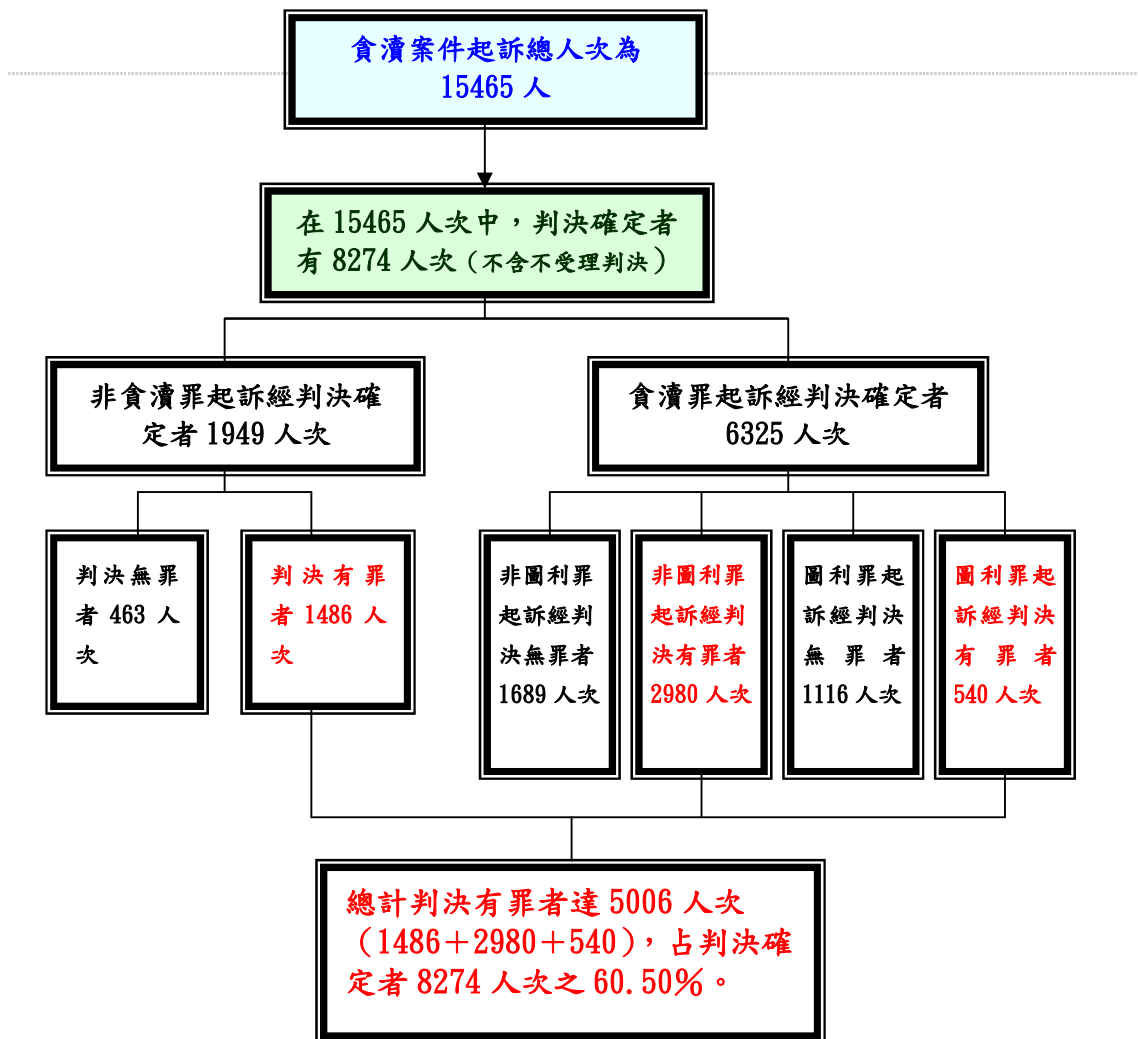 貪瀆案件起訴總人次為
15465 人
在 15465 人次中，判決確定者
有 8274 人次（不含不受理判決）
非貪瀆罪起訴經判決確
定者 1949 人次
貪瀆罪起訴經判決確定者
6325 人次
判決無罪
者 463 人
次
判決有罪
者 1486 人
次
非圖利罪
起訴經判
決無罪者
1689 人次
非圖利罪
起訴經判
決有罪者
2980 人次
圖利罪起
訴經判決
無罪者
1116 人次
圖利罪起
訴經判決
有罪者
540 人次
總計判決有罪者達 5006 人次
（1486＋2980＋540），占判決確
定者 8274 人次之 60.50％。